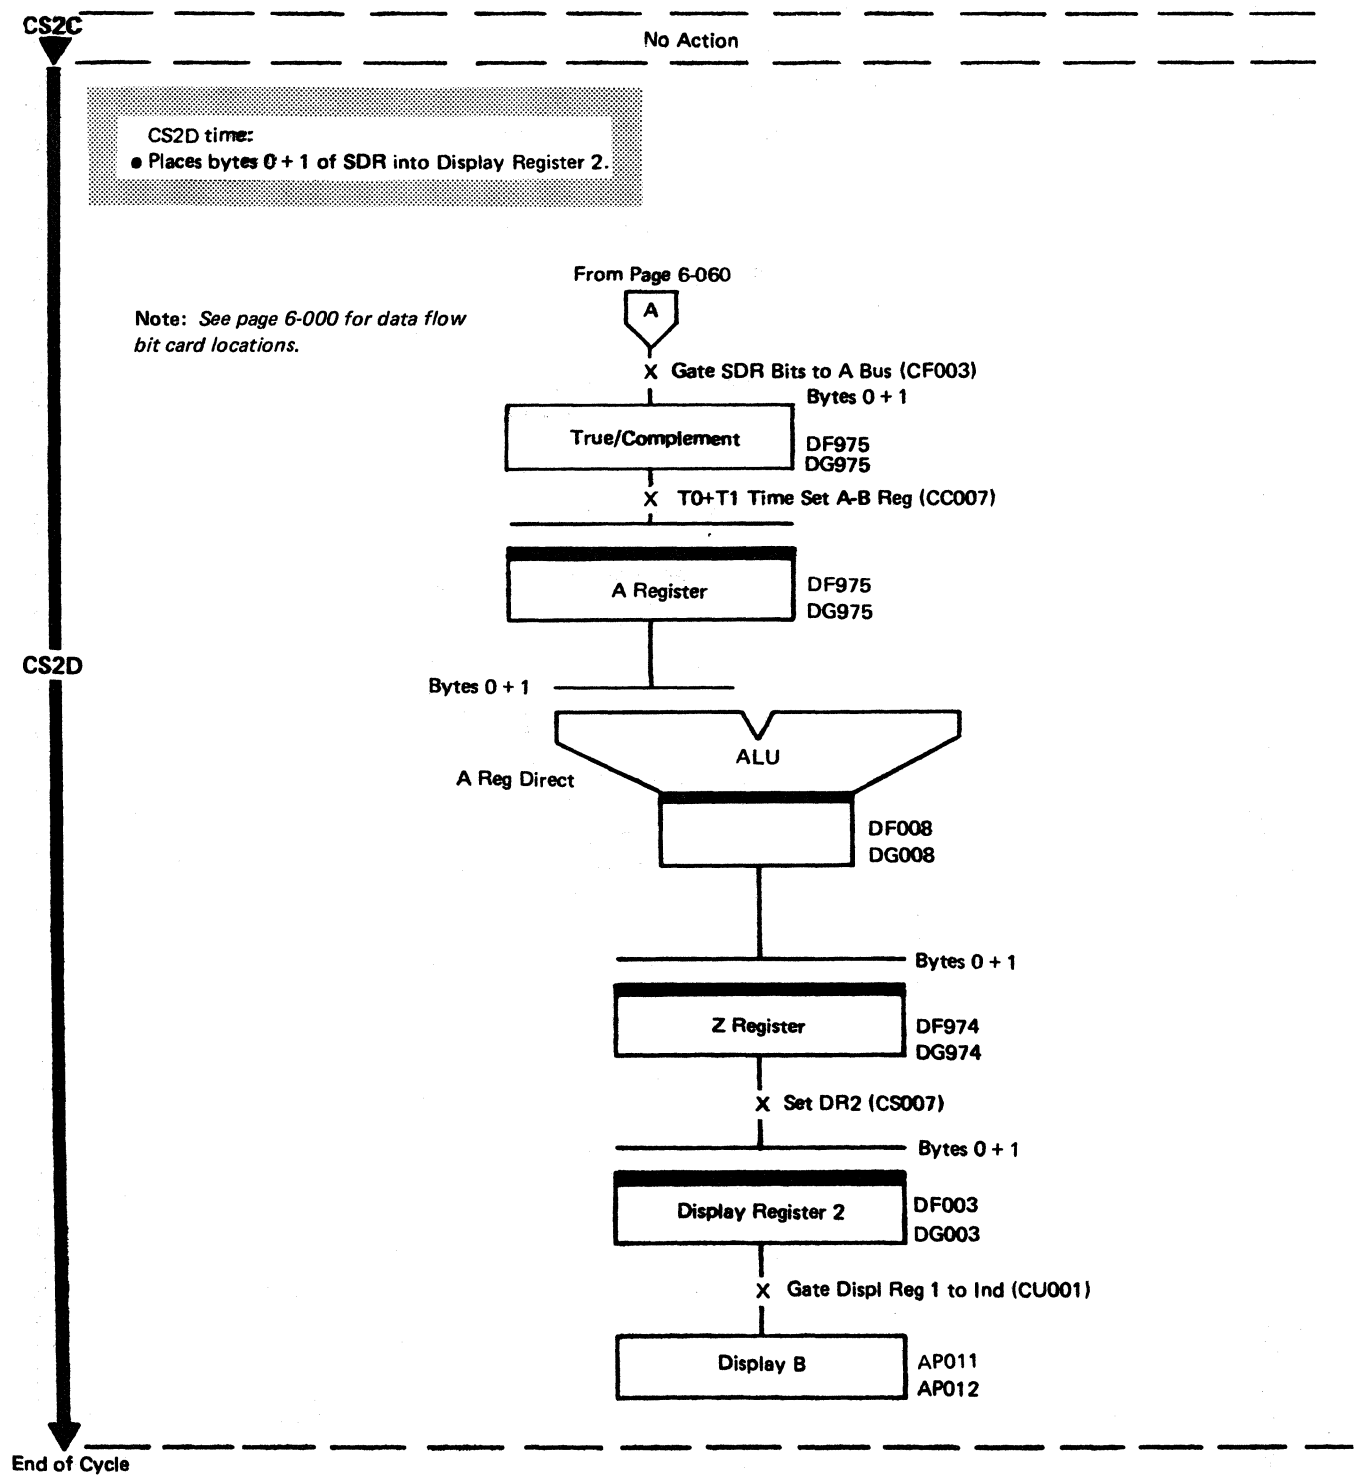 CS2C
No Action
CS2D time:
● Places bytes 0 + 1 of SDR into Display Register 2.
From Page 6-060
A
Note: See page 6-000 for data flow
bit card locations.
X Gate SDR Bits to A Bus (CF003)
Bytes 0 + 1
True/Complement
DF975
DG975
X T0+T1 Time Set A-B Reg (CC007)
A Register
DF975
DG975
CS2D
Bytes 0 + 1
ALU
A Reg Direct
DF008
DG008
Bytes 0 + 1
Z Register
DF974
DG974
X Set DR2 (CS007)
Bytes 0 + 1
Display Register 2
DF003
DG003
X Gate Displ Reg 1 to Ind (CU001)
Display B
AP011
AP012
End of Cycle